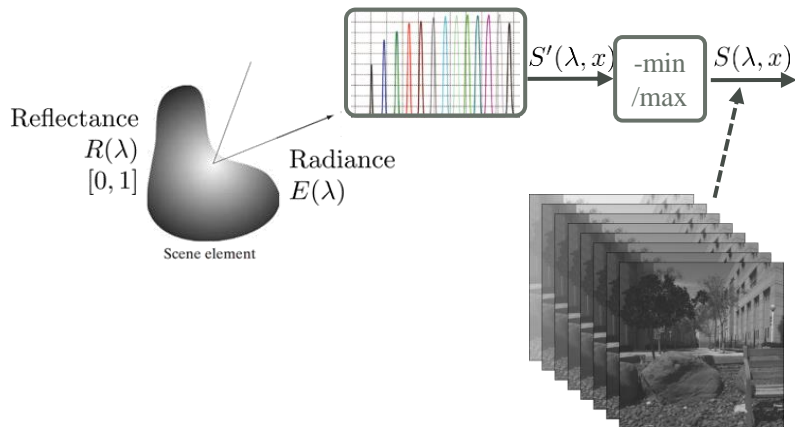 Reflectance
R(λ)
[0, 1]
Radiance
E(λ)
Scene element
S′(λ, x)
-min
/max
S(λ, x)